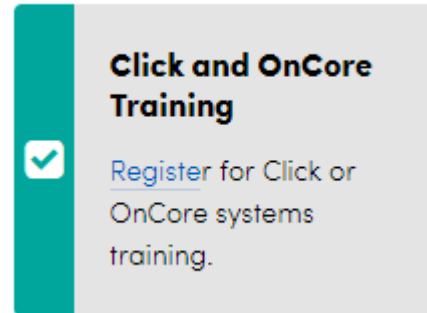 Click and OnCore
Training
Register for Click or
OnCore systems
training.